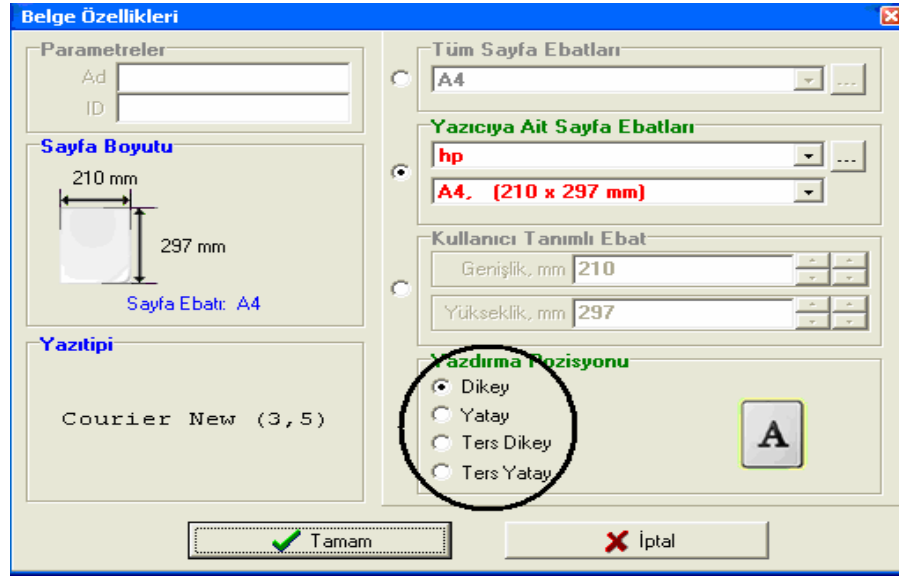 Belge Özellikleri
Parametreler
Ad
ID
Sayfa Boyutu
210 mm
297 mm
Sayfa Ebatı: A4
Yazıtipi
Courier New (3,5)
Tüm Sayfa Ebatları
A4
...
Yazıcıya Ait Sayfa Ebatları
hp
...
A4, (210 x 297 mm)
Kullanıcı Tanımlı Ebat
Genişlik, mm 210
Yükseklik, mm 297
Yazdırma Pozisyonu
Dikey
Yatay
Ters Dikey
Ters Yatay
A
Tamam
İptal